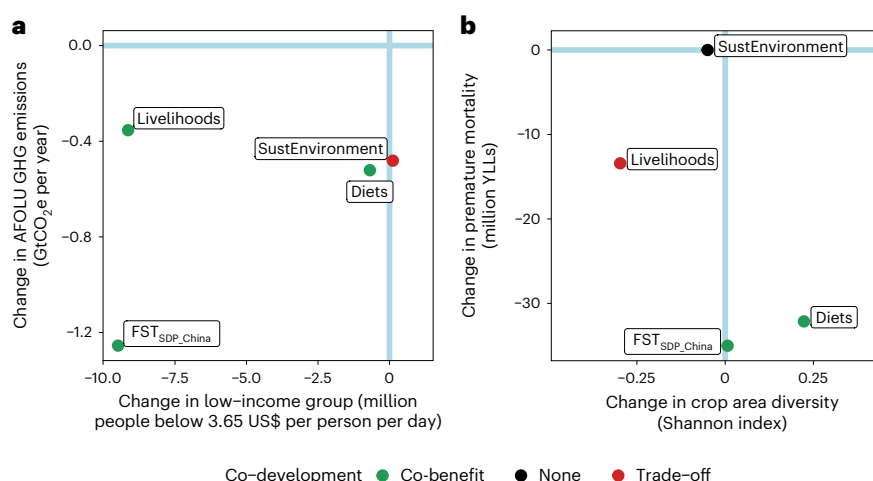 a
0.0
−0.4
−0.8
−1.2
Change in AFOLU GHG emissions
(GtCO2e per year)
Livelihoods
SustEnvironment
Diets
FSTSDP_China
−10.0
−7.5
−5.0
−2.5
0
Change in low−income group (million
people below 3.65 US$ per person per day)
b
0
−10
−20
−30
Change in premature mortality
(million YLLs)
SustEnvironment
Livelihoods
Diets
FSTSDP_China
−0.25
0
0.25
Change in crop area diversity
(Shannon index)
Co−development
Co−benefit
None
Trade−off